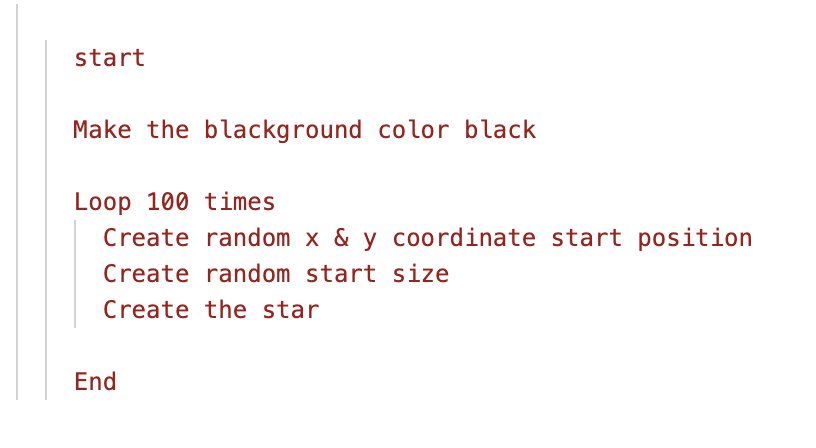 start
Make the blackground color black
Loop 100 times
Create random x & y coordinate start position
Create random start size
Create the star
End